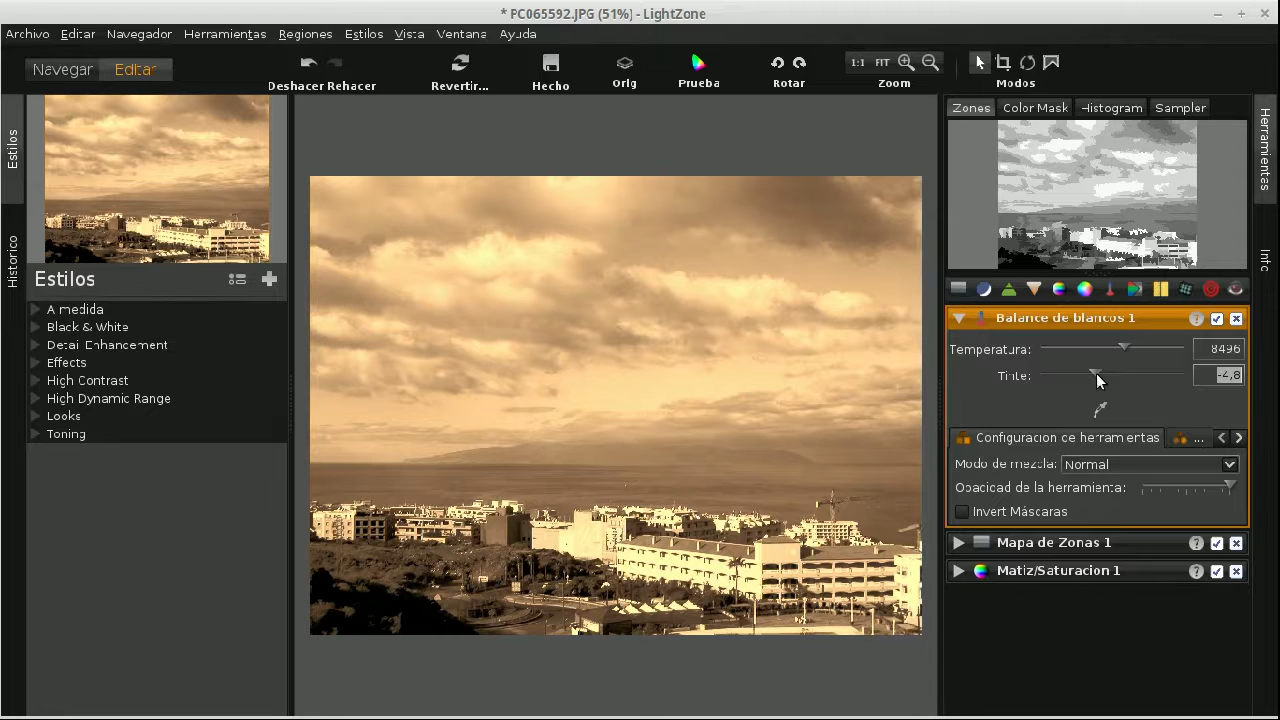 * PC065592.JPG (51%) - LightZone
Archivo Editar Navegador Herramientas Regiones Estilos Vista Ventana Ayuda
Navegar Editar
Deshacer Rehacer Revertir... Hecho Orig Prueba Rotar 1:1 FIT Zoom Modos
Estilos
Historico
Zones Color Mask Histogram Sampler
Herramientas
Info
Estilos
A medida
Black & White
Detail Enhancement
Effects
High Contrast
High Dynamic Range
Looks
Toning
Balance de blancos 1 ?
Temperatura: 8496
Tinte: -4,8
Configuracion de herramientas ...
Modo de mezcla: Normal
Opacicad de la herramienta:
Invert Máscaras
Mapa de Zonas 1 ?
Matiz/Saturacion 1 ?